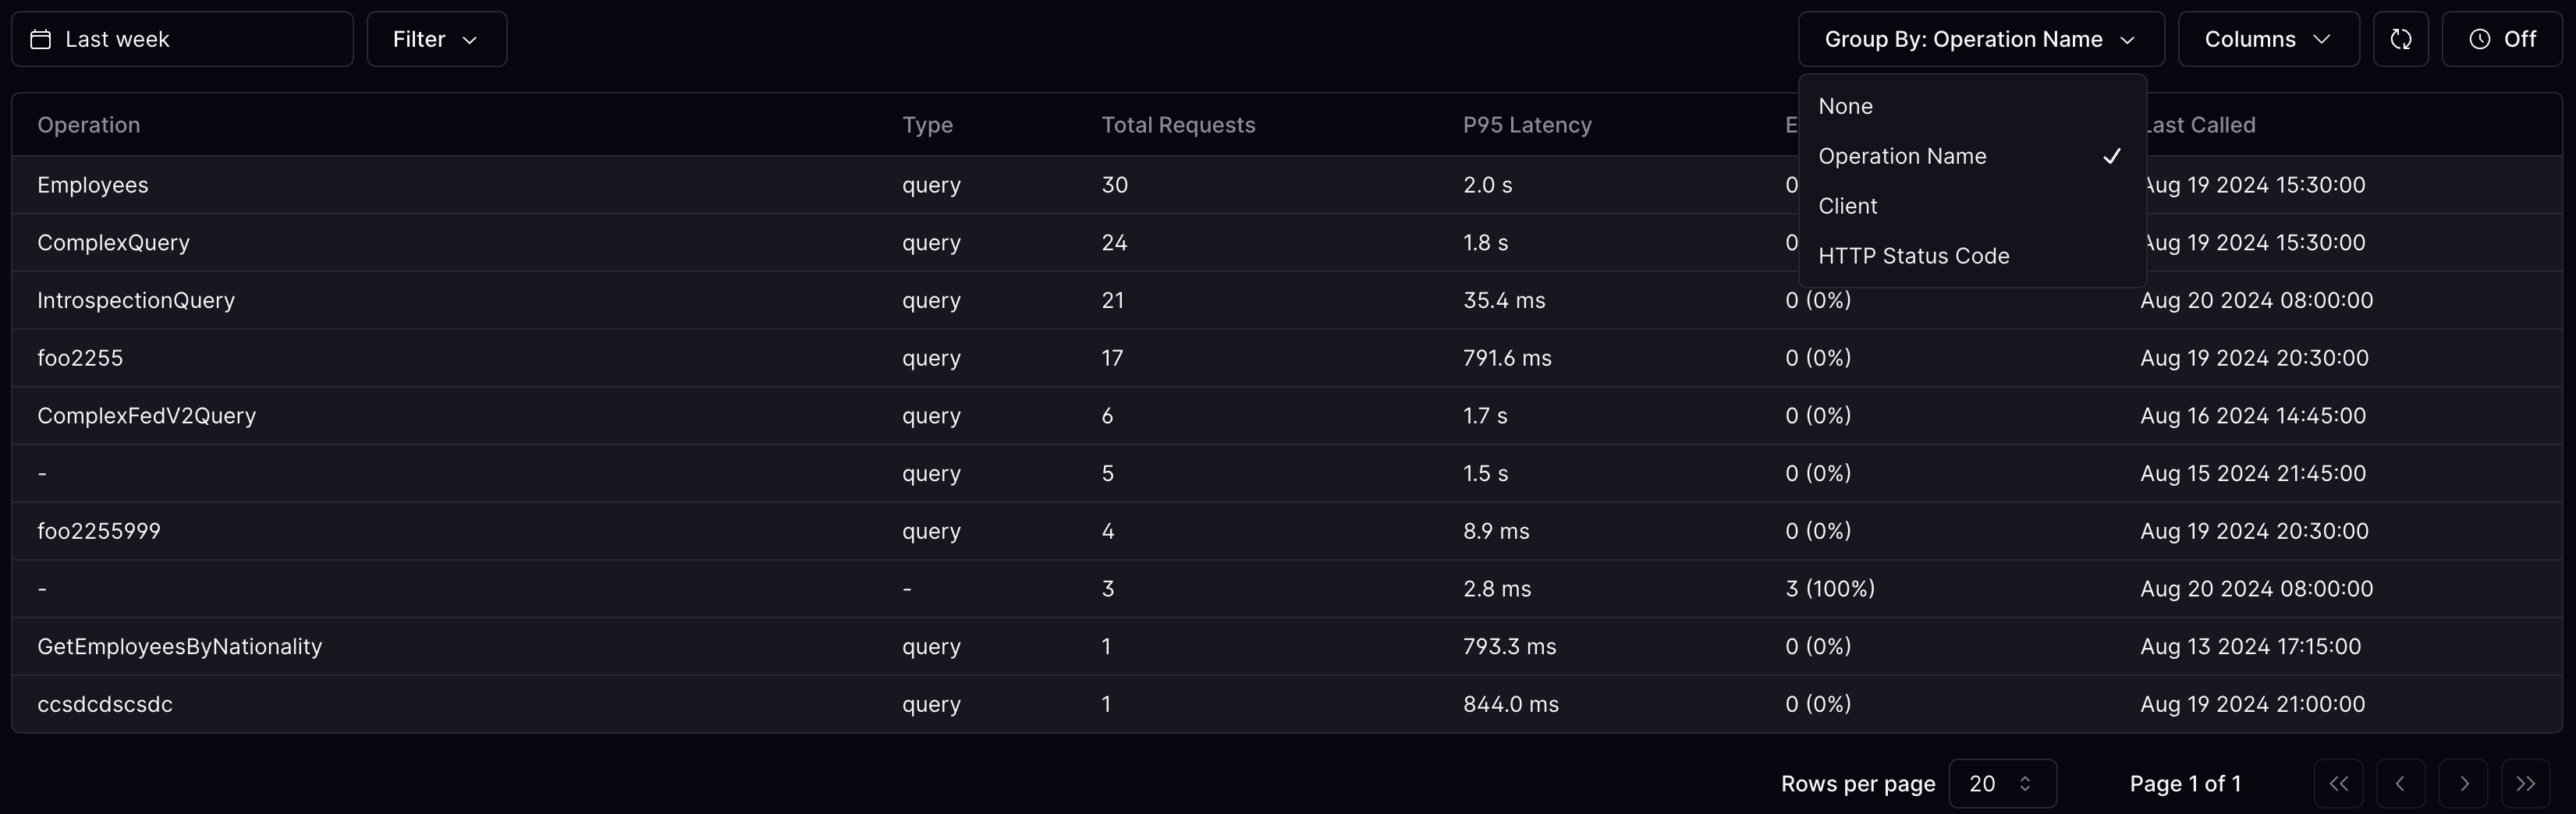 Last week Filter Group By: Operation Name Columns Off
None
Operation Name
Client
HTTP Status Code
Operation Type Total Requests P95 Latency Last Called
Employees query 30 2.0 s 0 Aug 19 2024 15:30:00
ComplexQuery query 24 1.8 s 0 Aug 19 2024 15:30:00
IntrospectionQuery query 21 35.4 ms 0 (0%) Aug 20 2024 08:00:00
foo2255 query 17 791.6 ms 0 (0%) Aug 19 2024 20:30:00
ComplexFedV2Query query 6 1.7 s 0 (0%) Aug 16 2024 14:45:00
- query 5 1.5 s 0 (0%) Aug 15 2024 21:45:00
foo2255999 query 4 8.9 ms 0 (0%) Aug 19 2024 20:30:00
- - 3 2.8 ms 3 (100%) Aug 20 2024 08:00:00
GetEmployeesByNationality query 1 793.3 ms 0 (0%) Aug 13 2024 17:15:00
ccsdcdscsdc query 1 844.0 ms 0 (0%) Aug 19 2024 21:00:00
Rows per page 20 Page 1 of 1